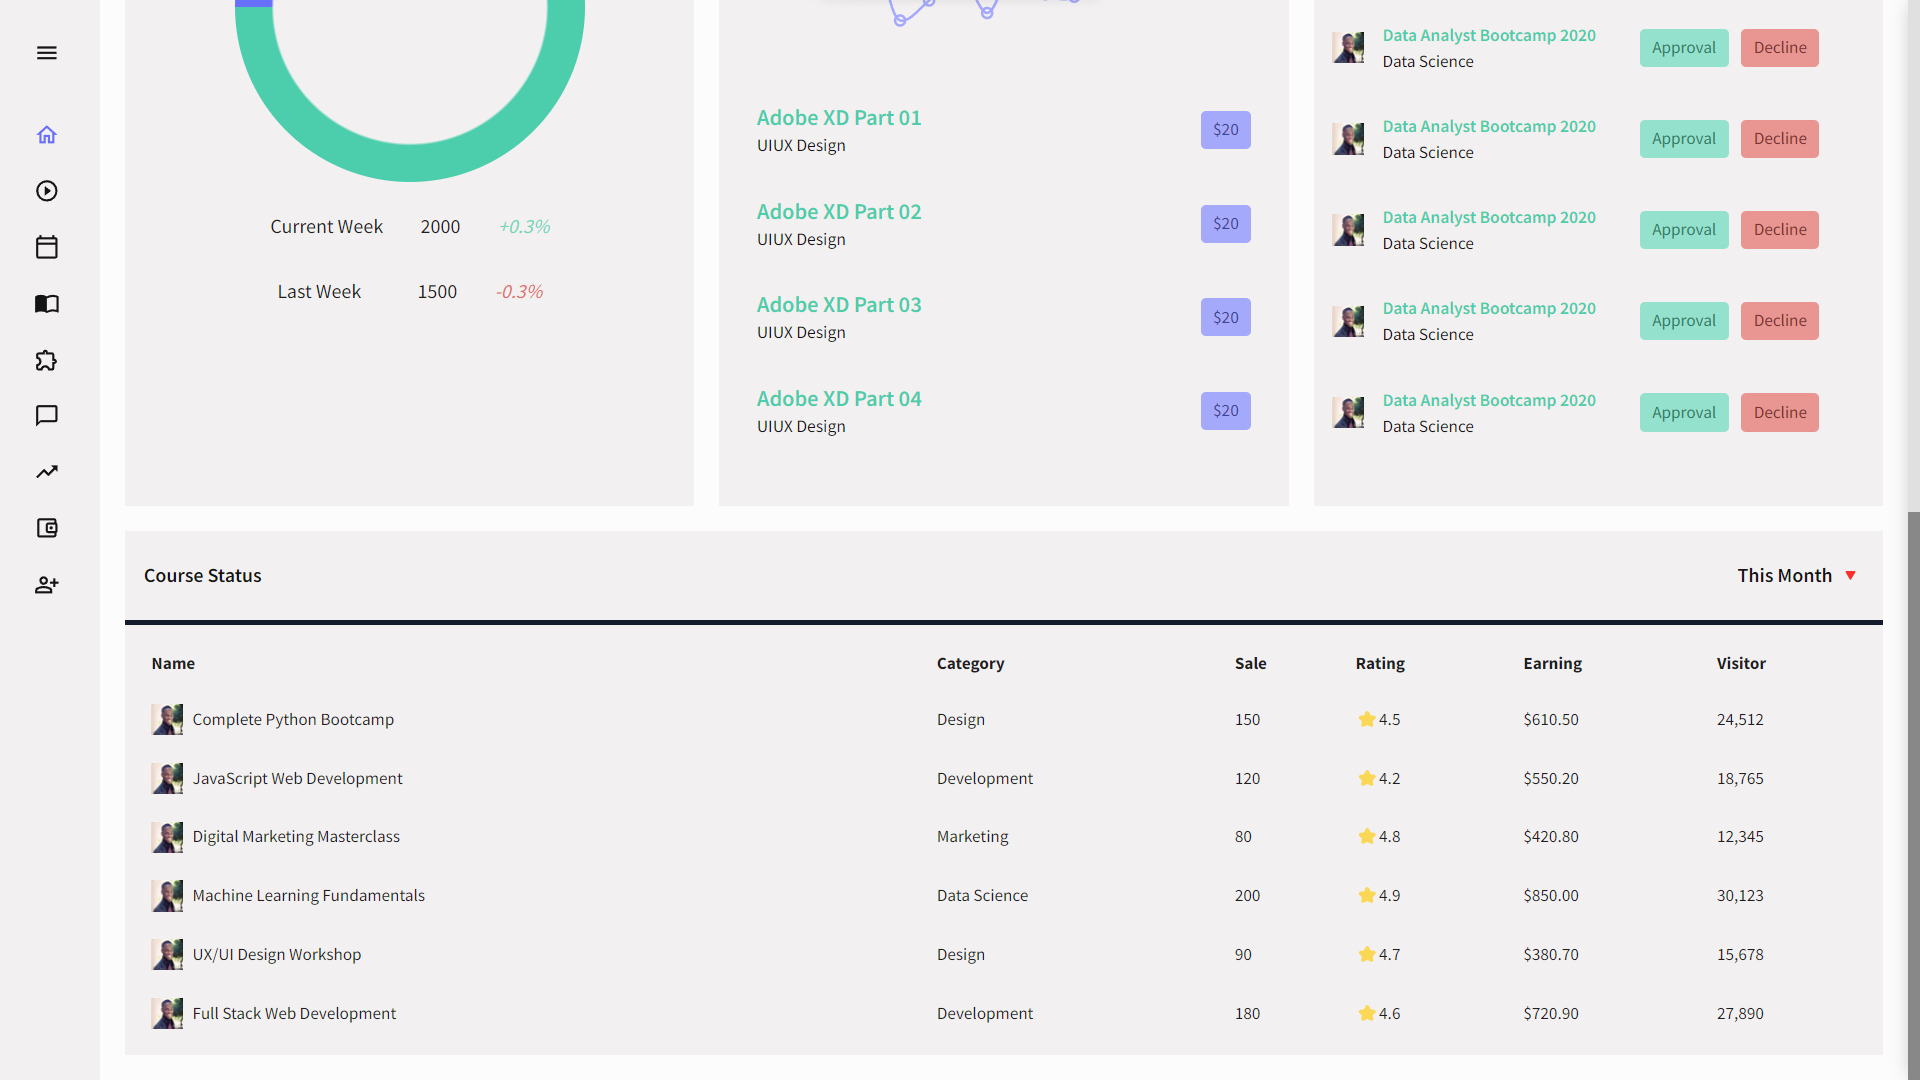 Current Week 2000 +0.3%
Last Week 1500 -0.3%
Adobe XD Part 01
UIUX Design
$20
Adobe XD Part 02
UIUX Design
$20
Adobe XD Part 03
UIUX Design
$20
Adobe XD Part 04
UIUX Design
$20
Data Analyst Bootcamp 2020
Data Science
Approval Decline
Data Analyst Bootcamp 2020
Data Science
Approval Decline
Data Analyst Bootcamp 2020
Data Science
Approval Decline
Data Analyst Bootcamp 2020
Data Science
Approval Decline
Data Analyst Bootcamp 2020
Data Science
Approval Decline
Course Status This Month
Name Category Sale Rating Earning Visitor
Complete Python Bootcamp Design 150 4.5 $610.50 24,512
JavaScript Web Development Development 120 4.2 $550.20 18,765
Digital Marketing Masterclass Marketing 80 4.8 $420.80 12,345
Machine Learning Fundamentals Data Science 200 4.9 $850.00 30,123
UX/UI Design Workshop Design 90 4.7 $380.70 15,678
Full Stack Web Development Development 180 4.6 $720.90 27,890